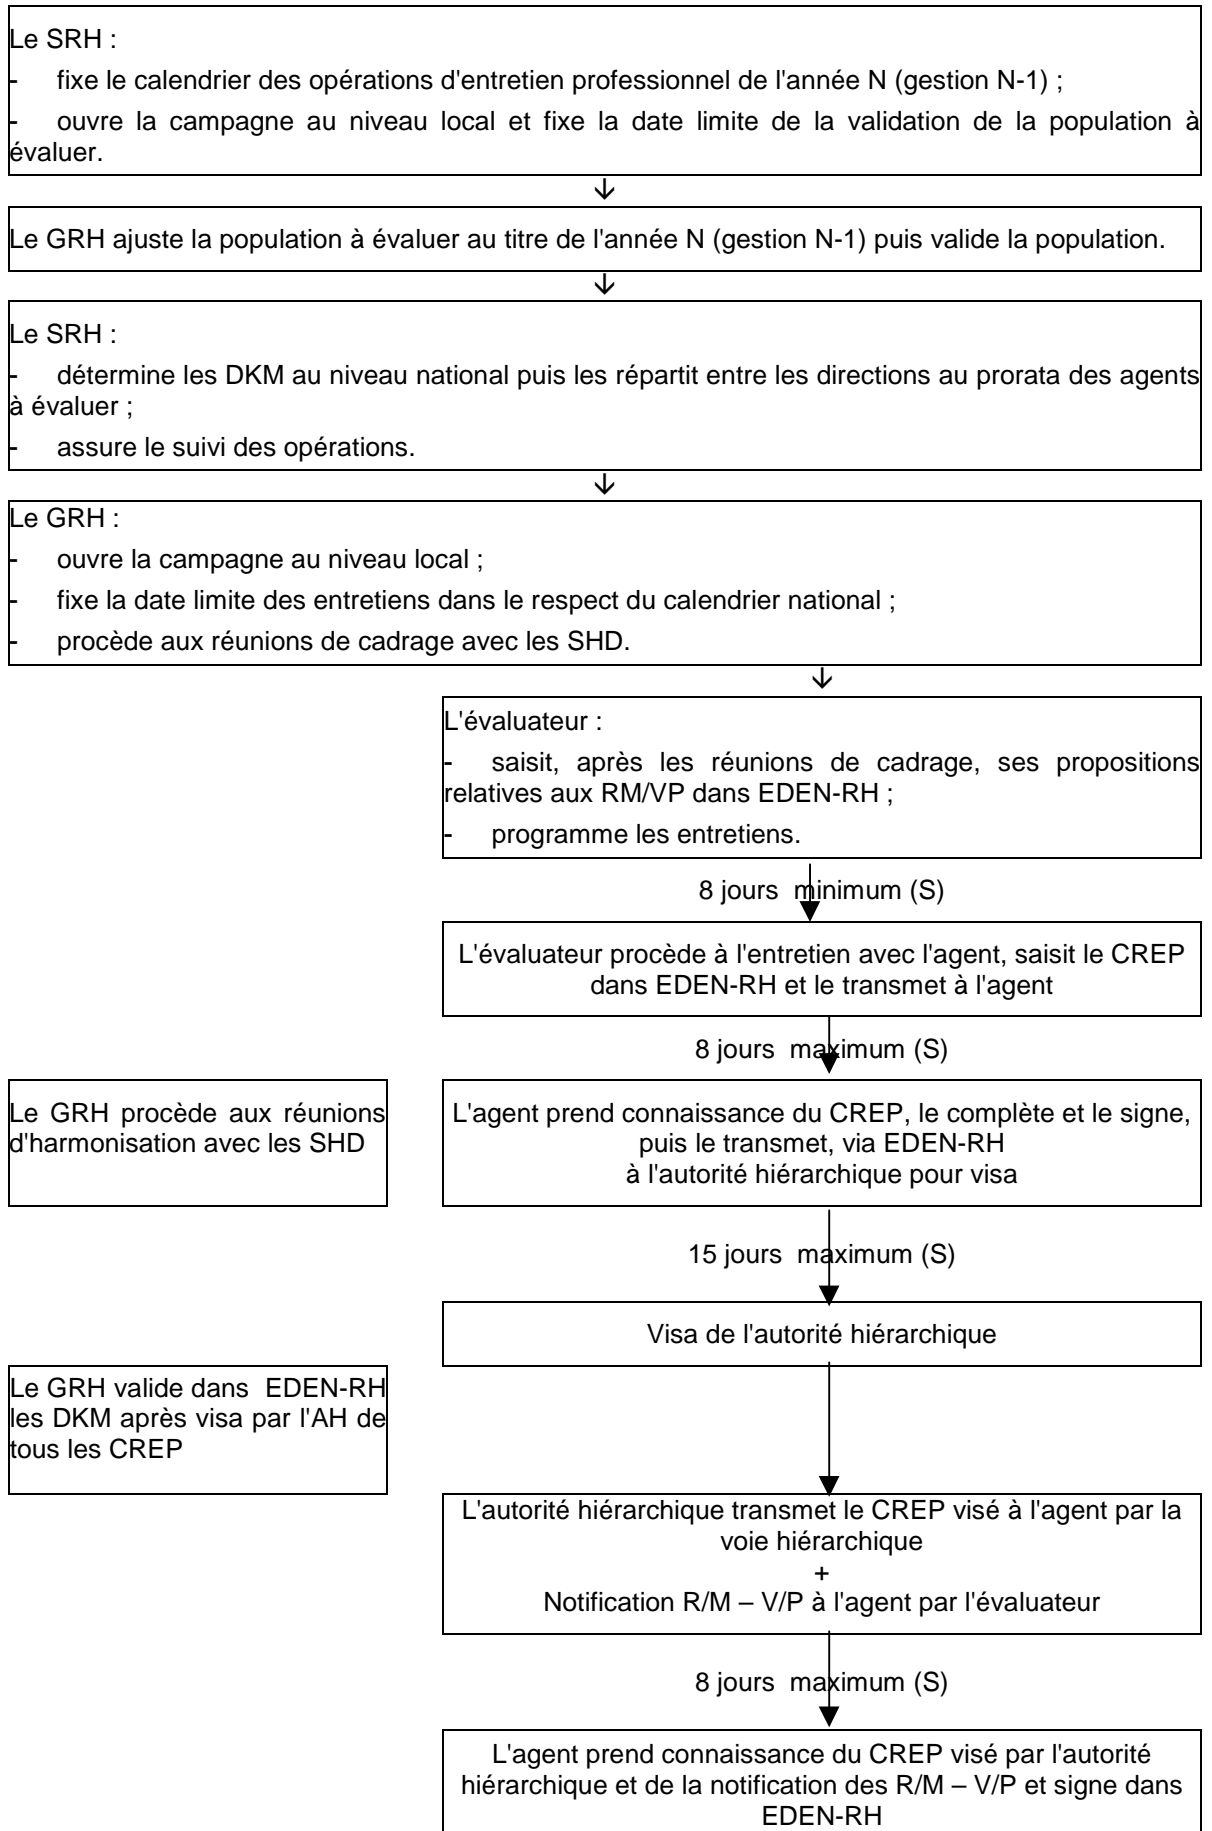 Le SRH :
- fixe le calendrier des opérations d'entretien professionnel de l'année N (gestion N-1) ;
- ouvre la campagne au niveau local et fixe la date limite de la validation de la population à
évaluer.
Le GRH ajuste la population à évaluer au titre de l'année N (gestion N-1) puis valide la population.
Le SRH :
- détermine les DKM au niveau national puis les répartit entre les directions au prorata des agents
à évaluer ;
- assure le suivi des opérations.
Le GRH :
- ouvre la campagne au niveau local ;
- fixe la date limite des entretiens dans le respect du calendrier national ;
- procède aux réunions de cadrage avec les SHD.
L'évaluateur :
- saisit, après les réunions de cadrage, ses propositions
relatives aux RM/VP dans EDEN-RH ;
- programme les entretiens.
8 jours minimum (S)
L'évaluateur procède à l'entretien avec l'agent, saisit le CREP
dans EDEN-RH et le transmet à l'agent
8 jours maximum (S)
Le GRH procède aux réunions
d'harmonisation avec les SHD
L'agent prend connaissance du CREP, le complète et le signe,
puis le transmet, via EDEN-RH
à l'autorité hiérarchique pour visa
15 jours maximum (S)
Visa de l'autorité hiérarchique
Le GRH valide dans EDEN-RH
les DKM après visa par l'AH de
tous les CREP
L'autorité hiérarchique transmet le CREP visé à l'agent par la
voie hiérarchique
+
Notification R/M – V/P à l'agent par l'évaluateur
8 jours maximum (S)
L'agent prend connaissance du CREP visé par l'autorité
hiérarchique et de la notification des R/M – V/P et signe dans
EDEN-RH